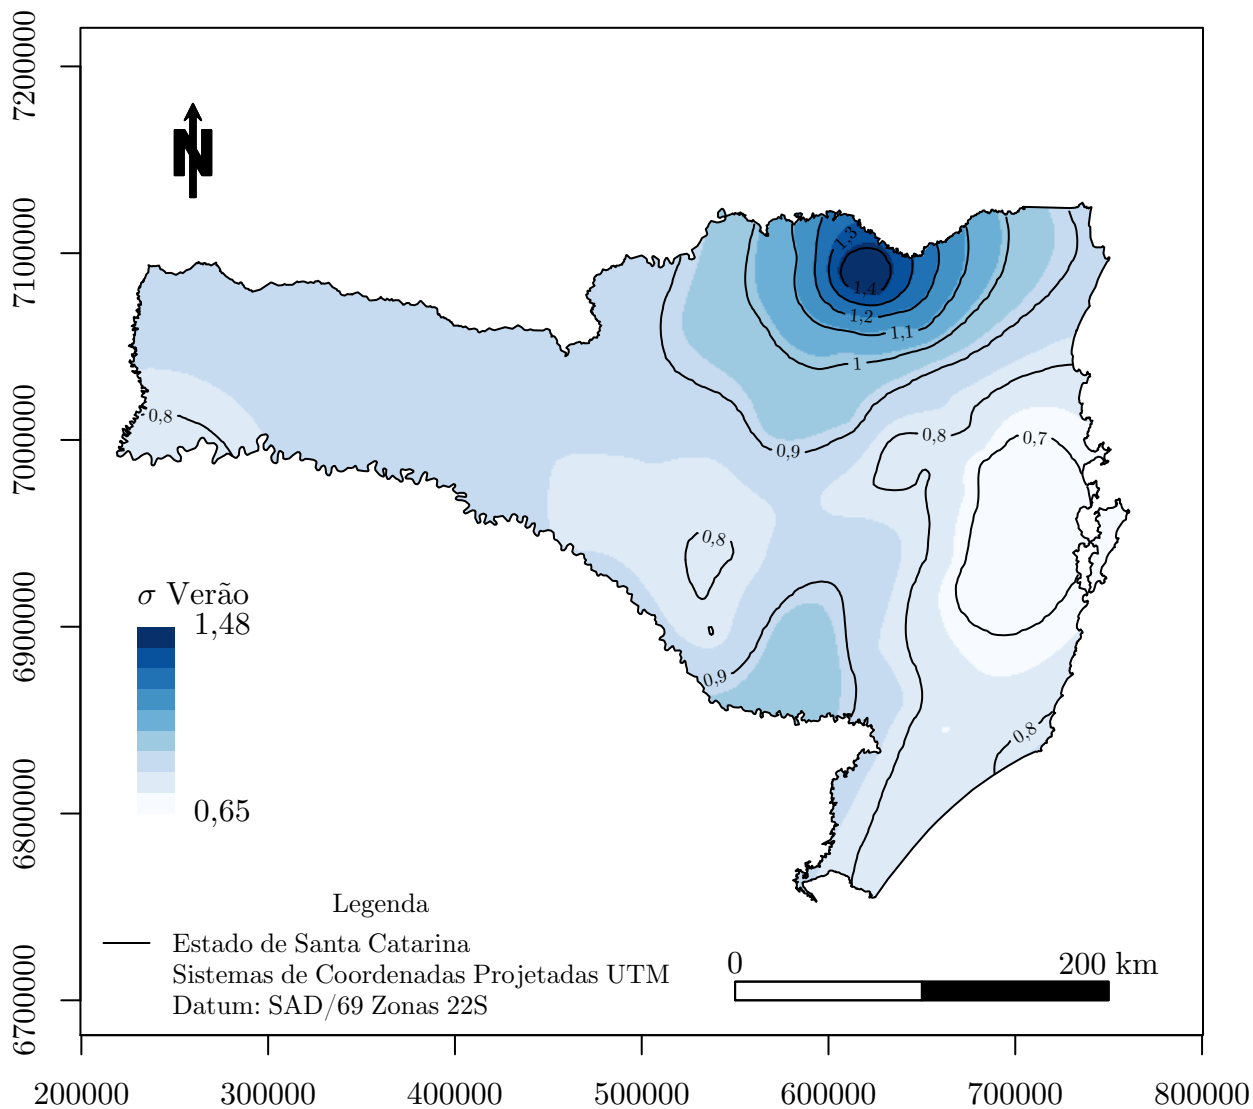 7200000
7100000
7000000
6900000
6800000
6700000
N
1,3
1,4
1,2
1,1
1
0,9
0,8
0,8
0,7
0,8
0,9
0,8
σ Verão
1,48
0,65
Legenda
Estado de Santa Catarina
Sistemas de Coordenadas Projetadas UTM
Datum: SAD/69 Zonas 22S
0 200 km
200000 300000 400000 500000 600000 700000 800000